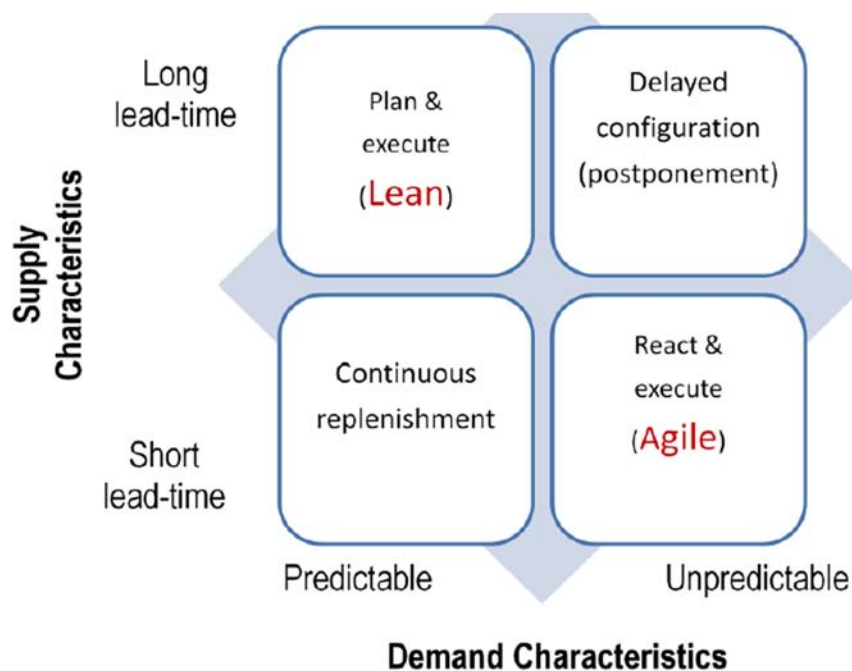 Long
lead-time
Plan &
execute
(Lean)
Delayed
configuration
(postponement)
Supply
Characteristics
Short
lead-time
Continuous
replenishment
React &
execute
(Agile)
Predictable
Unpredictable
Demand Characteristics